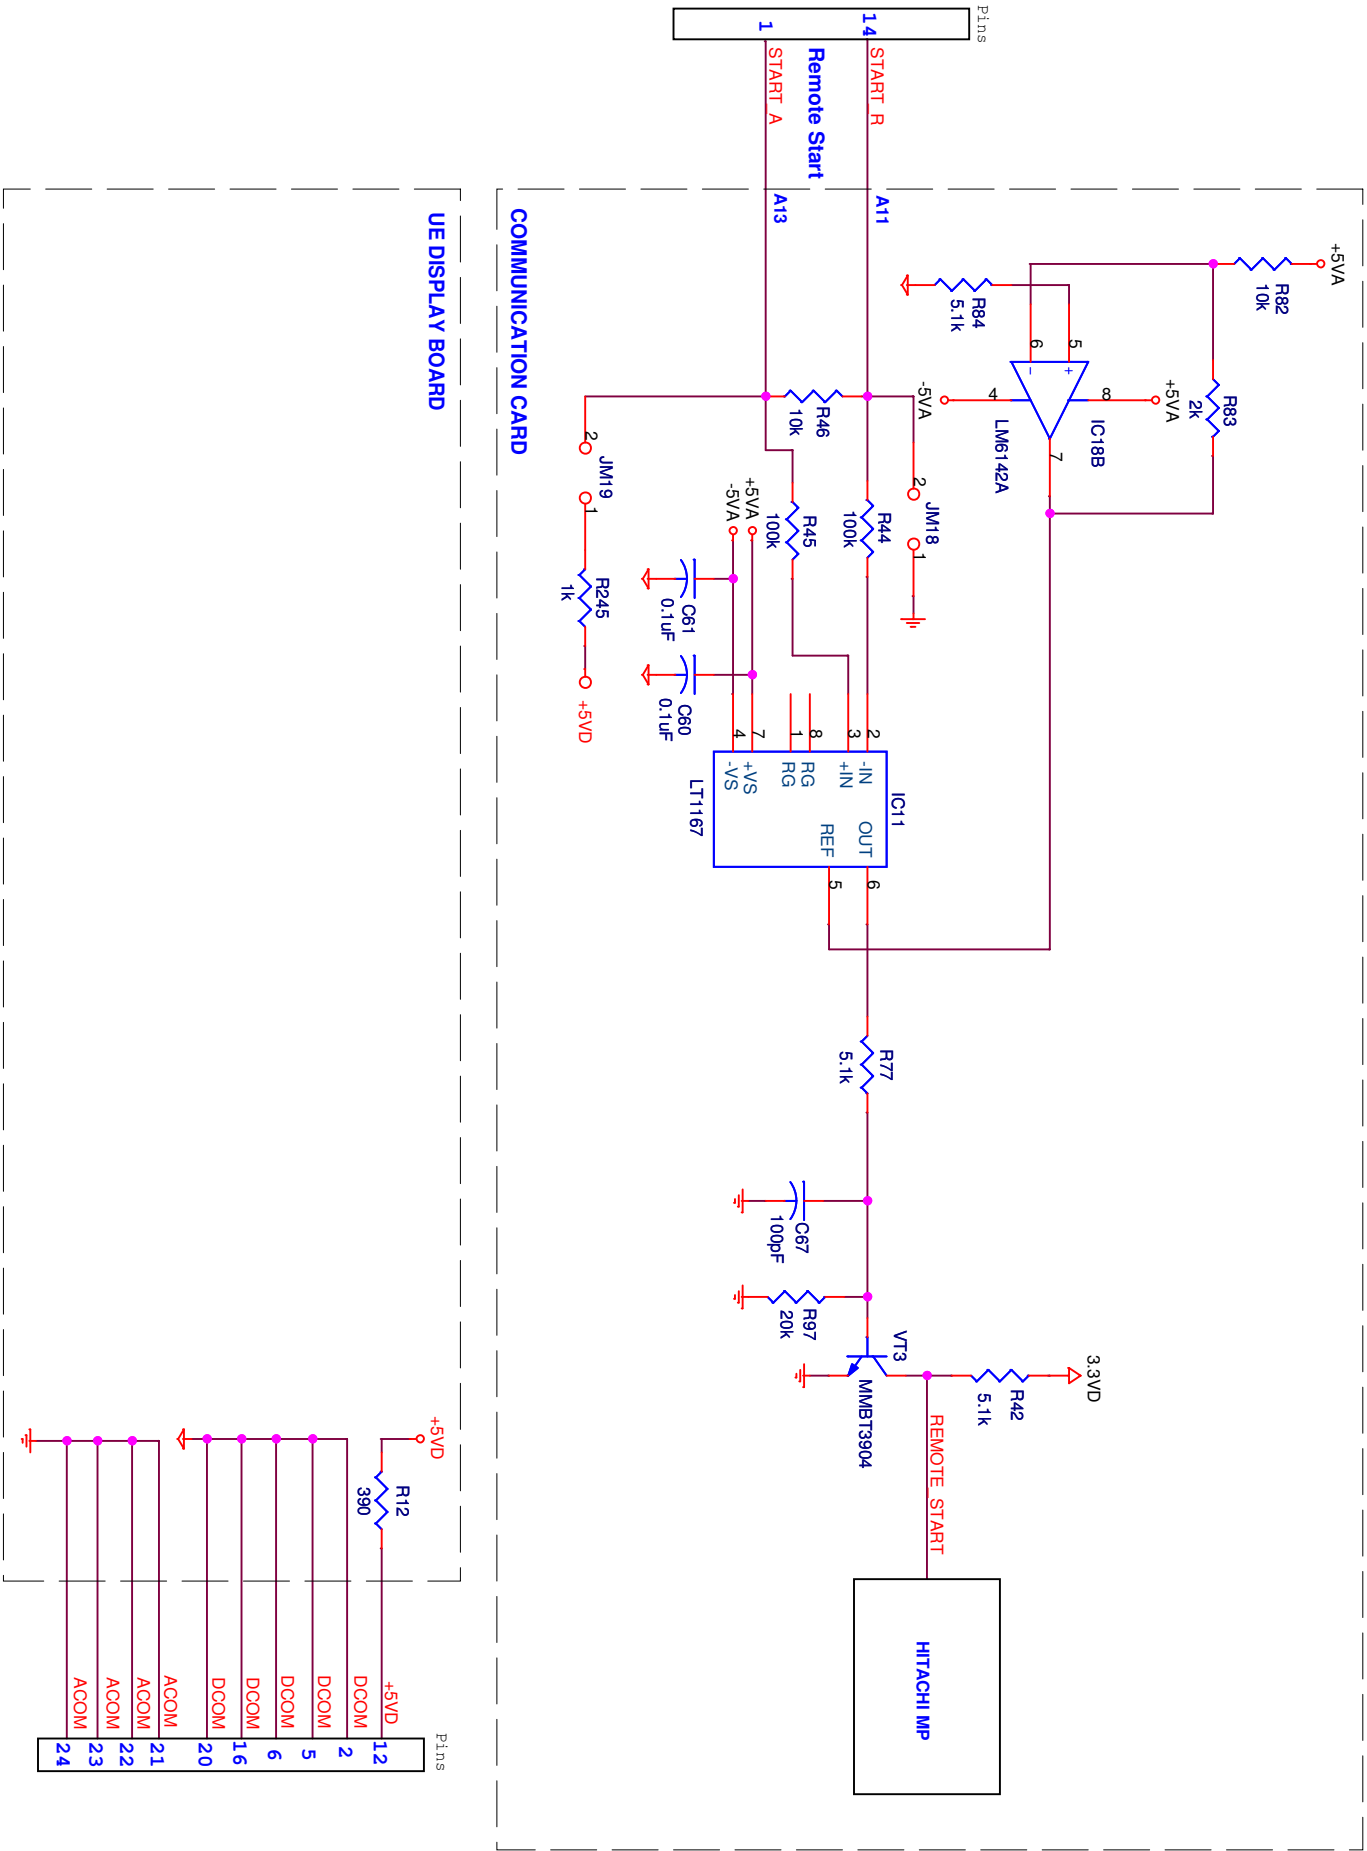 Pins
14
1
START_R
START_A
Remote Start
A11
A13
COMMUNICATION CARD
UE DISPLAY BOARD
+5VA
R82
10k
R83
2k
R84
5.1k
6
5
-
+
4
8
7
-5VA
+5VA
IC18B
LM6142A
R46
10k
2
JM18
1
2
JM19
1
R245
1k
+5VD
R44
100k
R45
100k
+5VA
-5VA
C61
0.1uF
C60
0.1uF
2
3
8
1
7
4
-IN
+IN
RG
RG
+VS
-VS
OUT
REF
IC11
LT1167
6
5
R77
5.1k
C67
100pF
R97
20k
VT3
MMBT3904
3.3VD
R42
5.1k
REMOTE_START
HITACHI MP
+5VD
R12
390
+5VD
DCOM
DCOM
DCOM
DCOM
DCOM
ACOM
ACOM
ACOM
ACOM
Pins
12
2
5
6
16
20
21
22
23
24